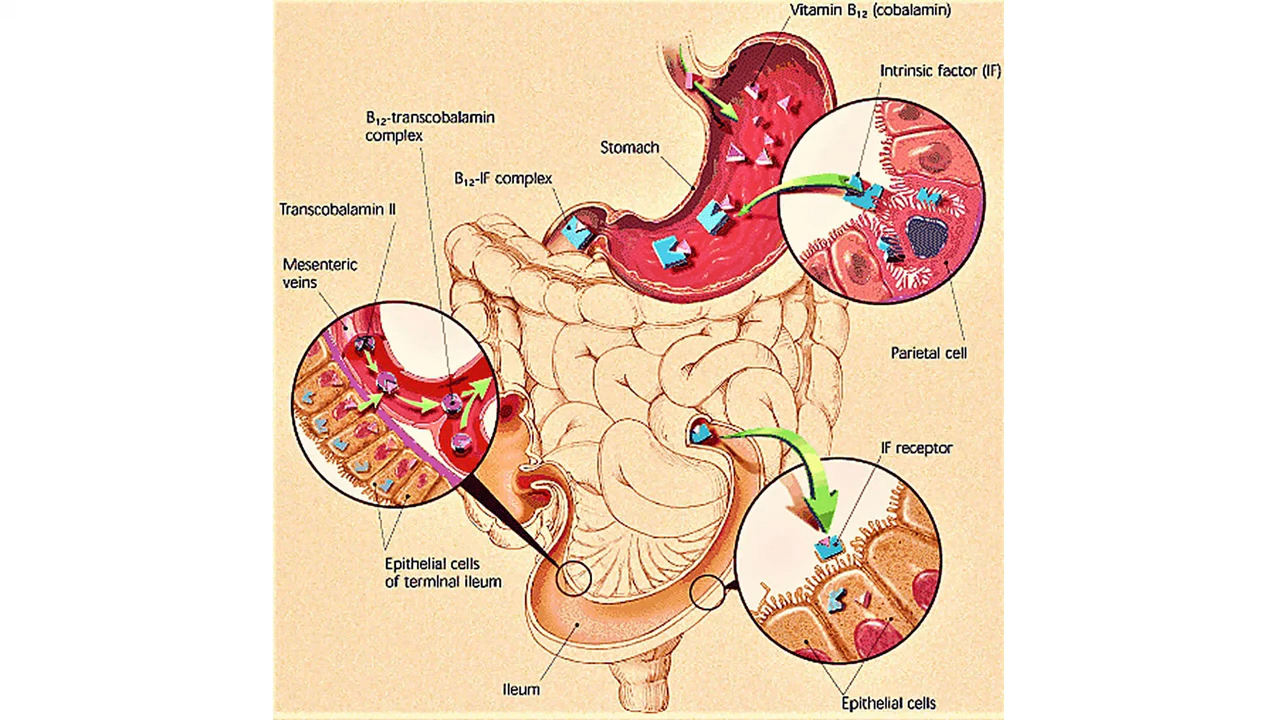 Vitamin B₁₂ (cobalamin)
Intrinsic factor (IF)
B₁₂-transcobalamin
complex
Stomach
B₁₂-IF complex
Transcobalamin II
Mesenteric
veins
Parietal cell
IF receptor
Epithelial cells
of terminal ileum
Ileum
Epithelial cells